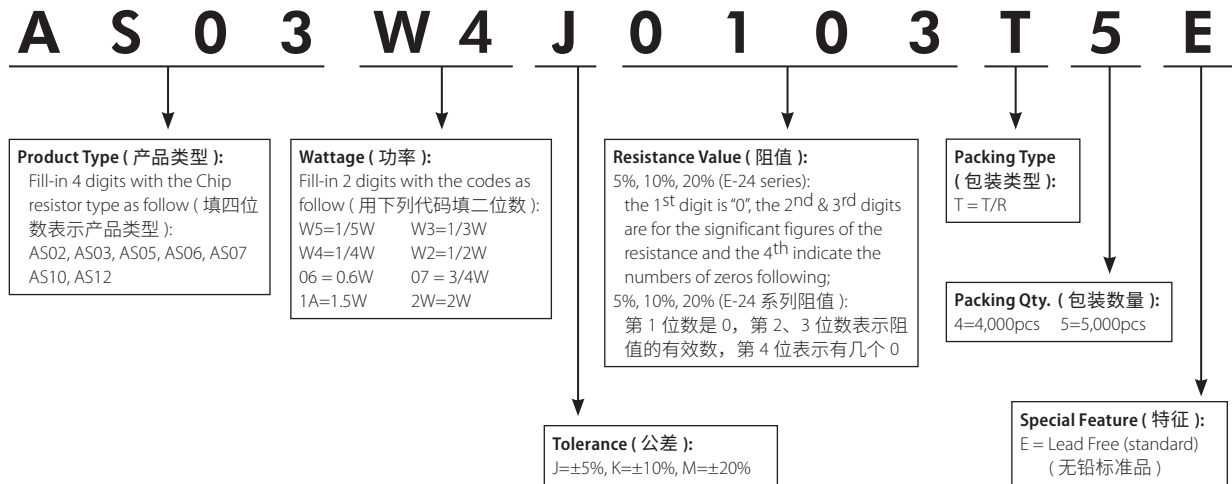 A S 0 3 W 4 J 0 1 0 3 T 5 E
Product Type ( 产品类型 ):
Fill-in 4 digits with the Chip
resistor type as follow ( 填四位
数表示产品类型 ):
AS02, AS03, AS05, AS06, AS07
AS10, AS12
Wattage ( 功率 ):
Fill-in 2 digits with the codes as
follow ( 用下列代码填二位数 ):
W5=1/5W W3=1/3W
W4=1/4W W2=1/2W
06 = 0.6W 07 = 3/4W
1A=1.5W 2W=2W
Resistance Value ( 阻值 ):
5%, 10%, 20% (E-24 series):
the 1st digit is “0”, the 2nd & 3rd digits
are for the significant figures of the
resistance and the 4th indicate the
numbers of zeros following;
5%, 10%, 20% (E-24 系列阻值 ):
第 1 位数是 0，第 2、3 位数表示阻
值的有效数，第 4 位表示有几个 0
Packing Type
( 包装类型 ):
T = T/R
Packing Qty. ( 包装数量 ):
4=4,000pcs 5=5,000pcs
Tolerance ( 公差 ):
J=±5%, K=±10%, M=±20%
Special Feature ( 特征 ):
E = Lead Free (standard)
( 无铅标准品 )